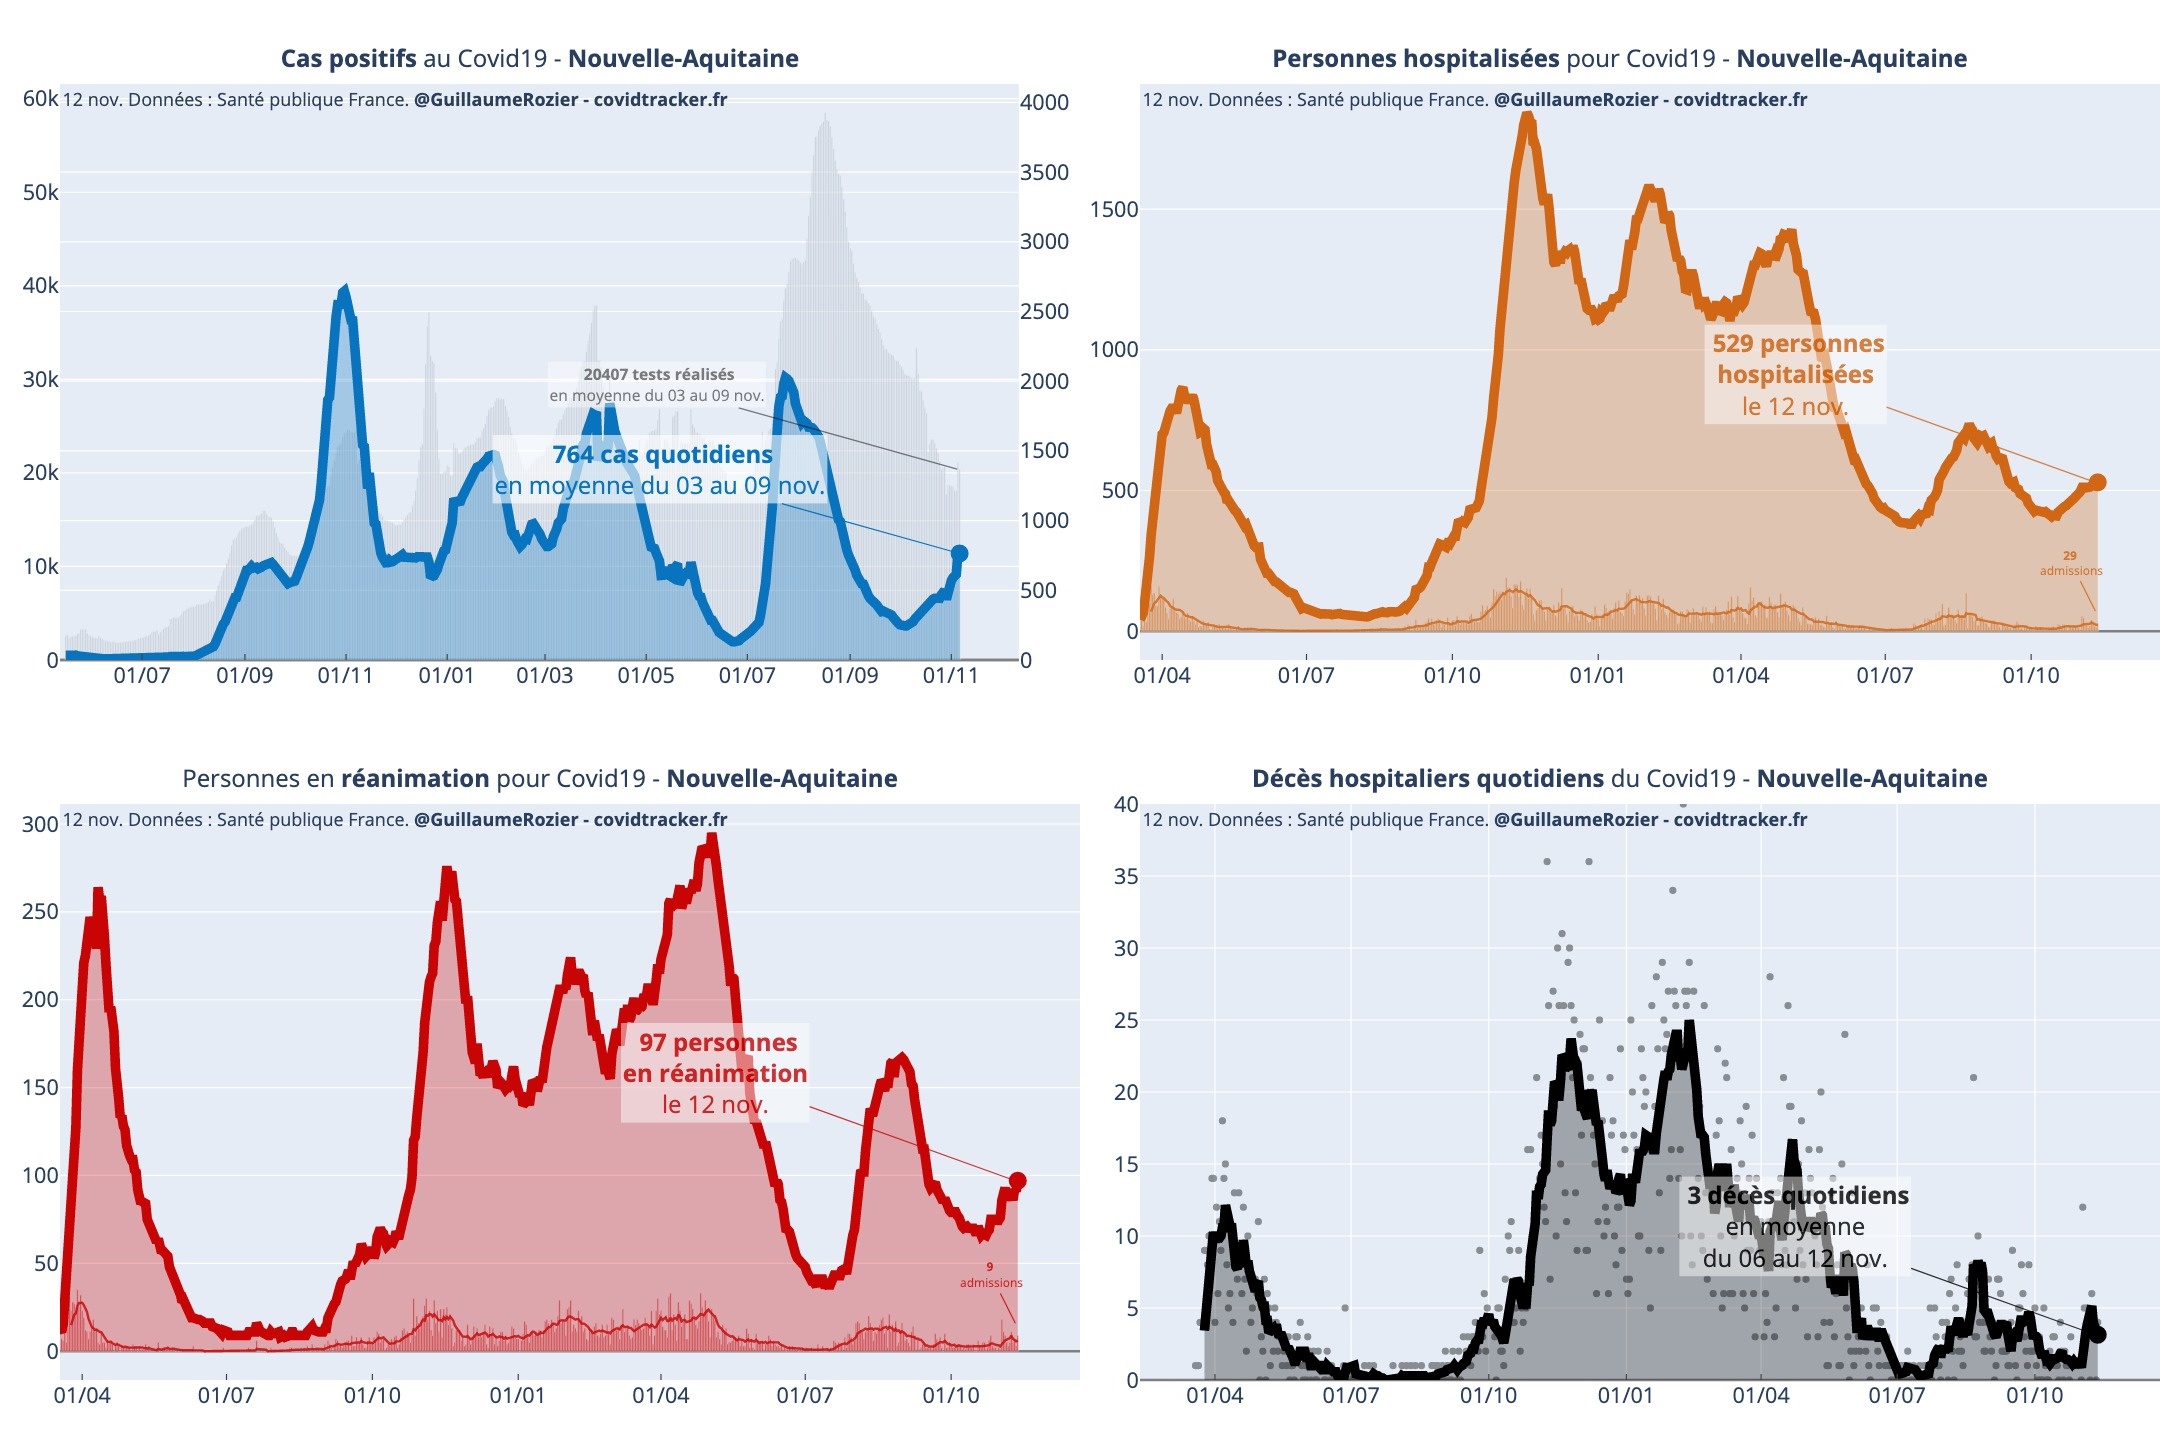 Cas positifs au Covid19 - Nouvelle-Aquitaine
12 nov. Données : Santé publique France. @GuillaumeRozier - covidtracker.fr
60k
50k
40k
30k
20k
10k
0
4000
3500
3000
2500
2000
1500
1000
500
0
20407 tests réalisés
en moyenne du 03 au 09 nov.
764 cas quotidiens
en moyenne du 03 au 09 nov.
01/07 01/09 01/11 01/01 01/03 01/05 01/07 01/09 01/11
Personnes hospitalisées pour Covid19 - Nouvelle-Aquitaine
12 nov. Données : Santé publique France. @GuillaumeRozier - covidtracker.fr
1500
1000
500
0
529 personnes
hospitalisées
le 12 nov.
29
admissions
01/04 01/07 01/10 01/01 01/04 01/07 01/10
Personnes en réanimation pour Covid19 - Nouvelle-Aquitaine
12 nov. Données : Santé publique France. @GuillaumeRozier - covidtracker.fr
300
250
200
150
100
50
0
97 personnes
en réanimation
le 12 nov.
9
admissions
01/04 01/07 01/10 01/01 01/04 01/07 01/10
Décès hospitaliers quotidiens du Covid19 - Nouvelle-Aquitaine
12 nov. Données : Santé publique France. @GuillaumeRozier - covidtracker.fr
40
35
30
25
20
15
10
5
0
3 décès quotidiens
en moyenne
du 06 au 12 nov.
01/04 01/07 01/10 01/01 01/04 01/07 01/10